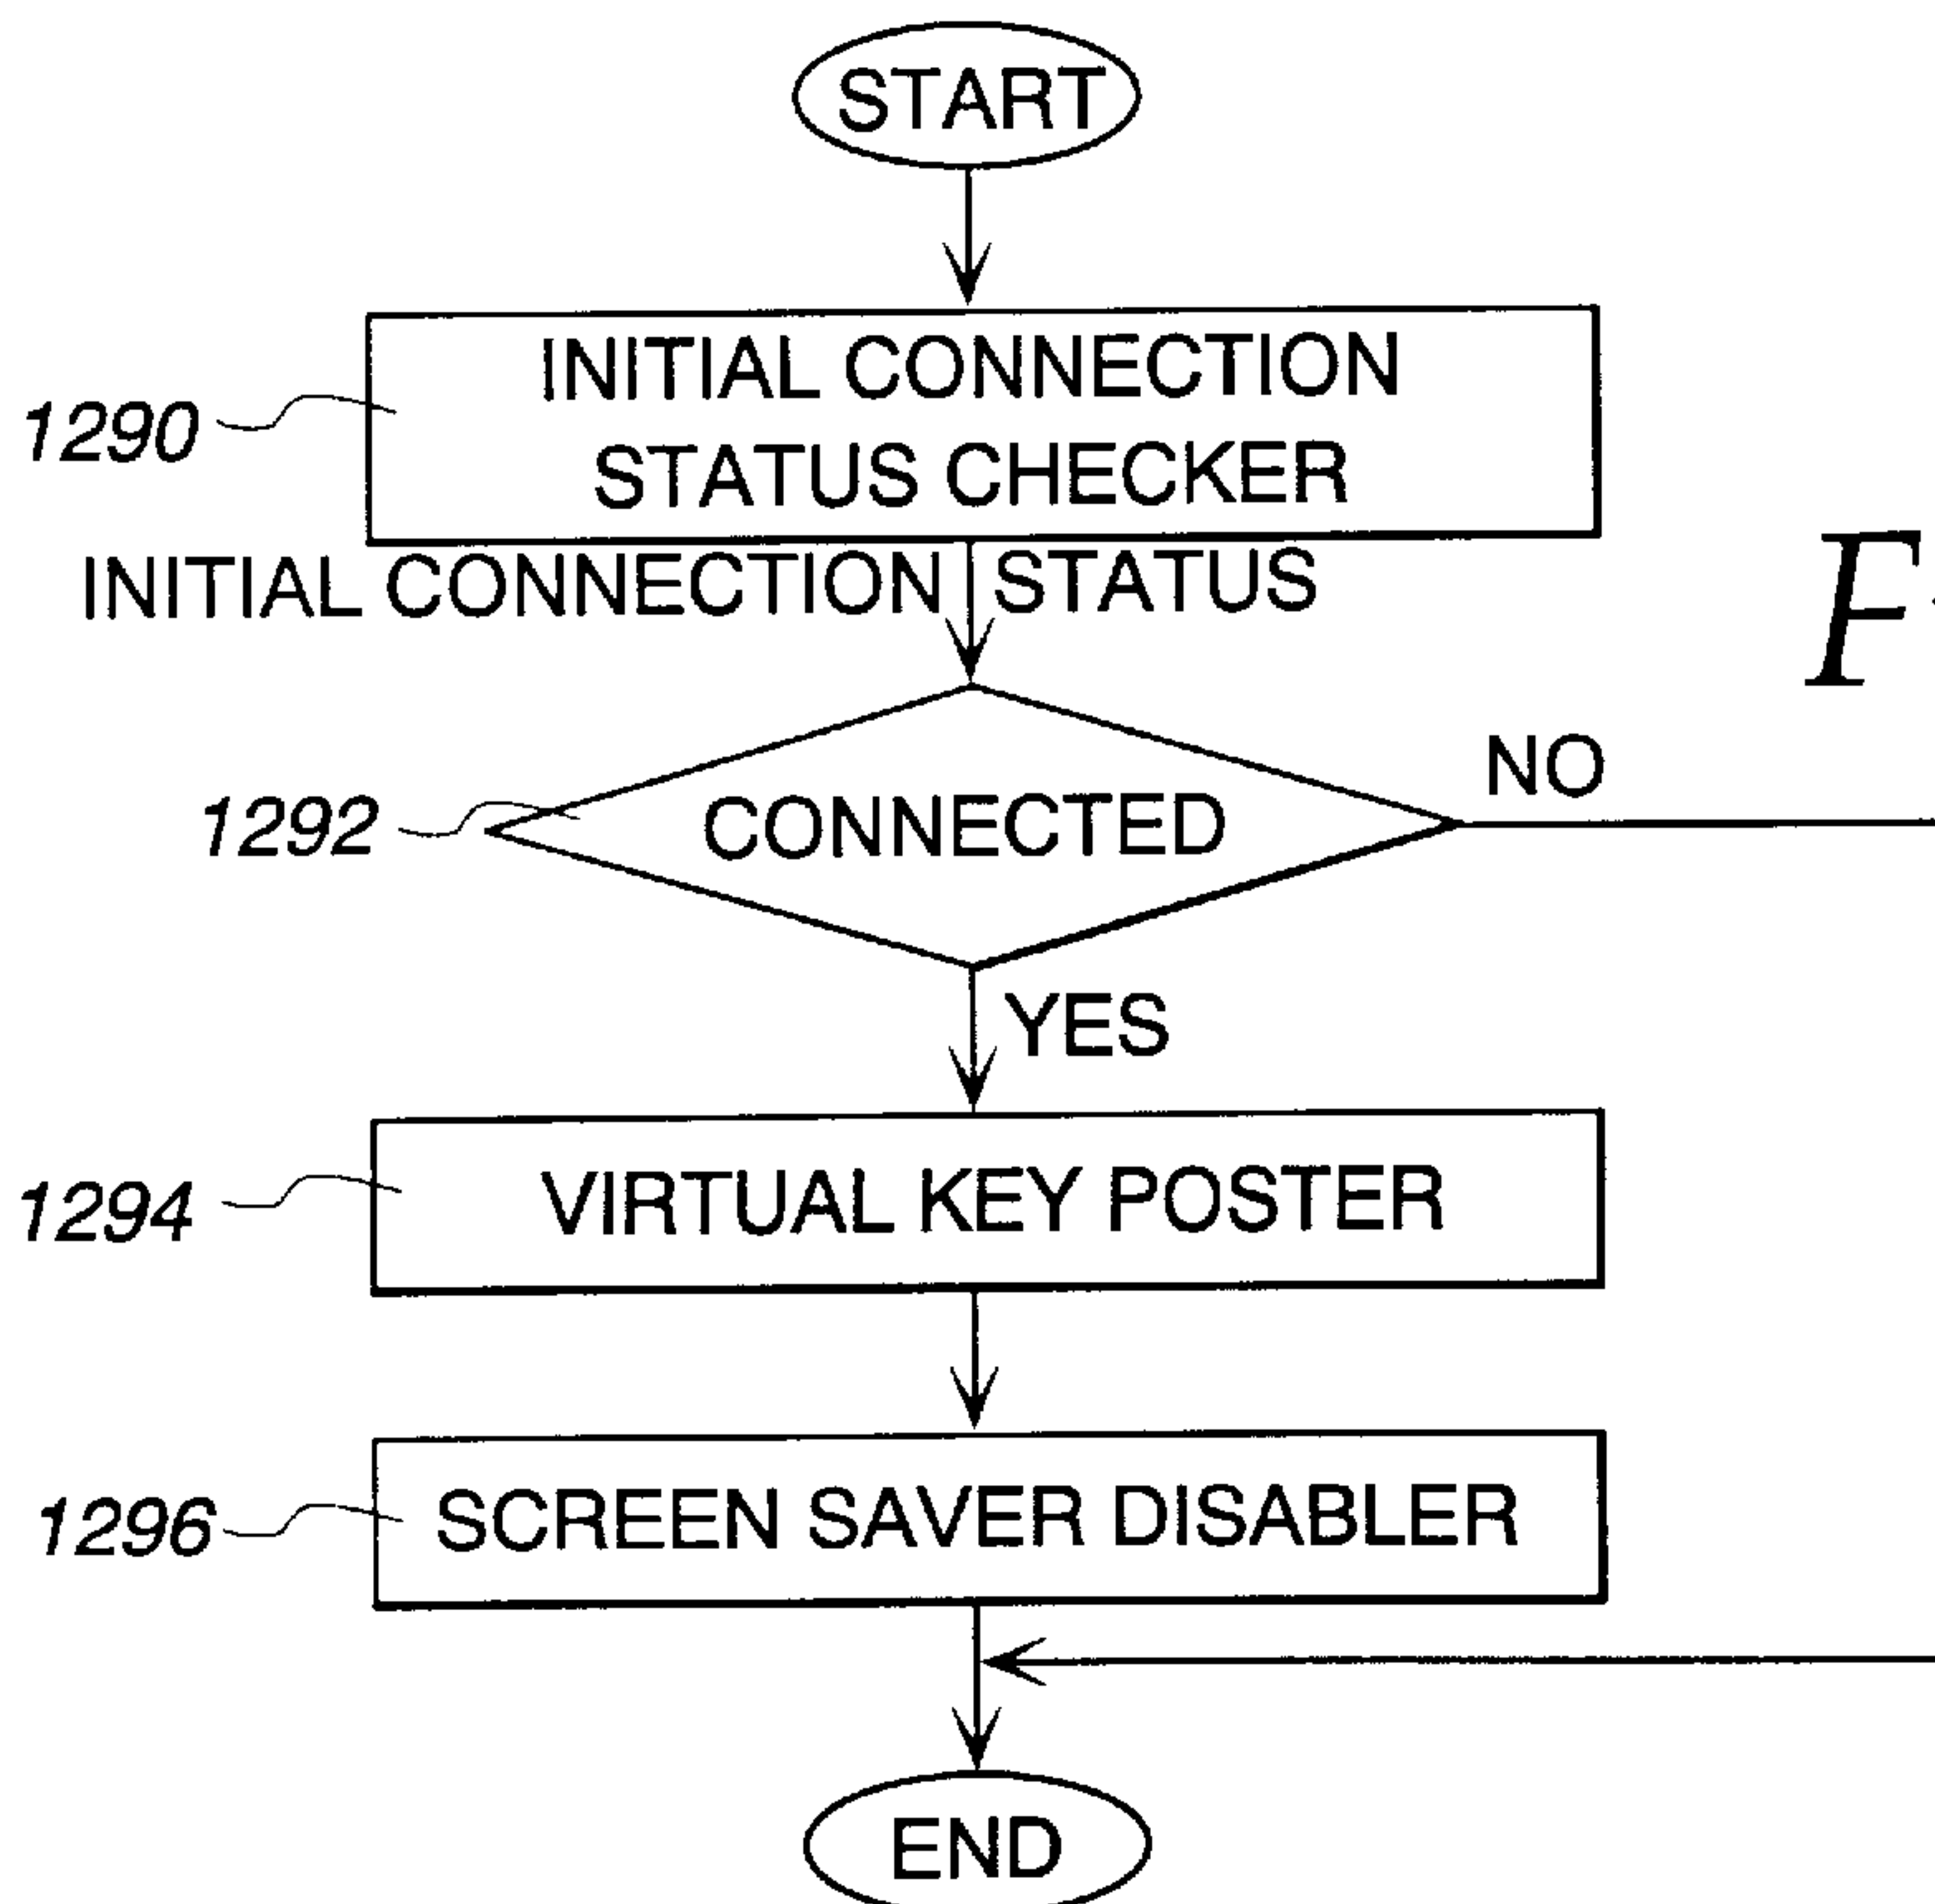 START
INITIAL CONNECTION
STATUS CHECKER
1290
INITIAL CONNECTION STATUS
F
1292
CONNECTED
NO
YES
1294
VIRTUAL KEY POSTER
1296
SCREEN SAVER DISABLER
END